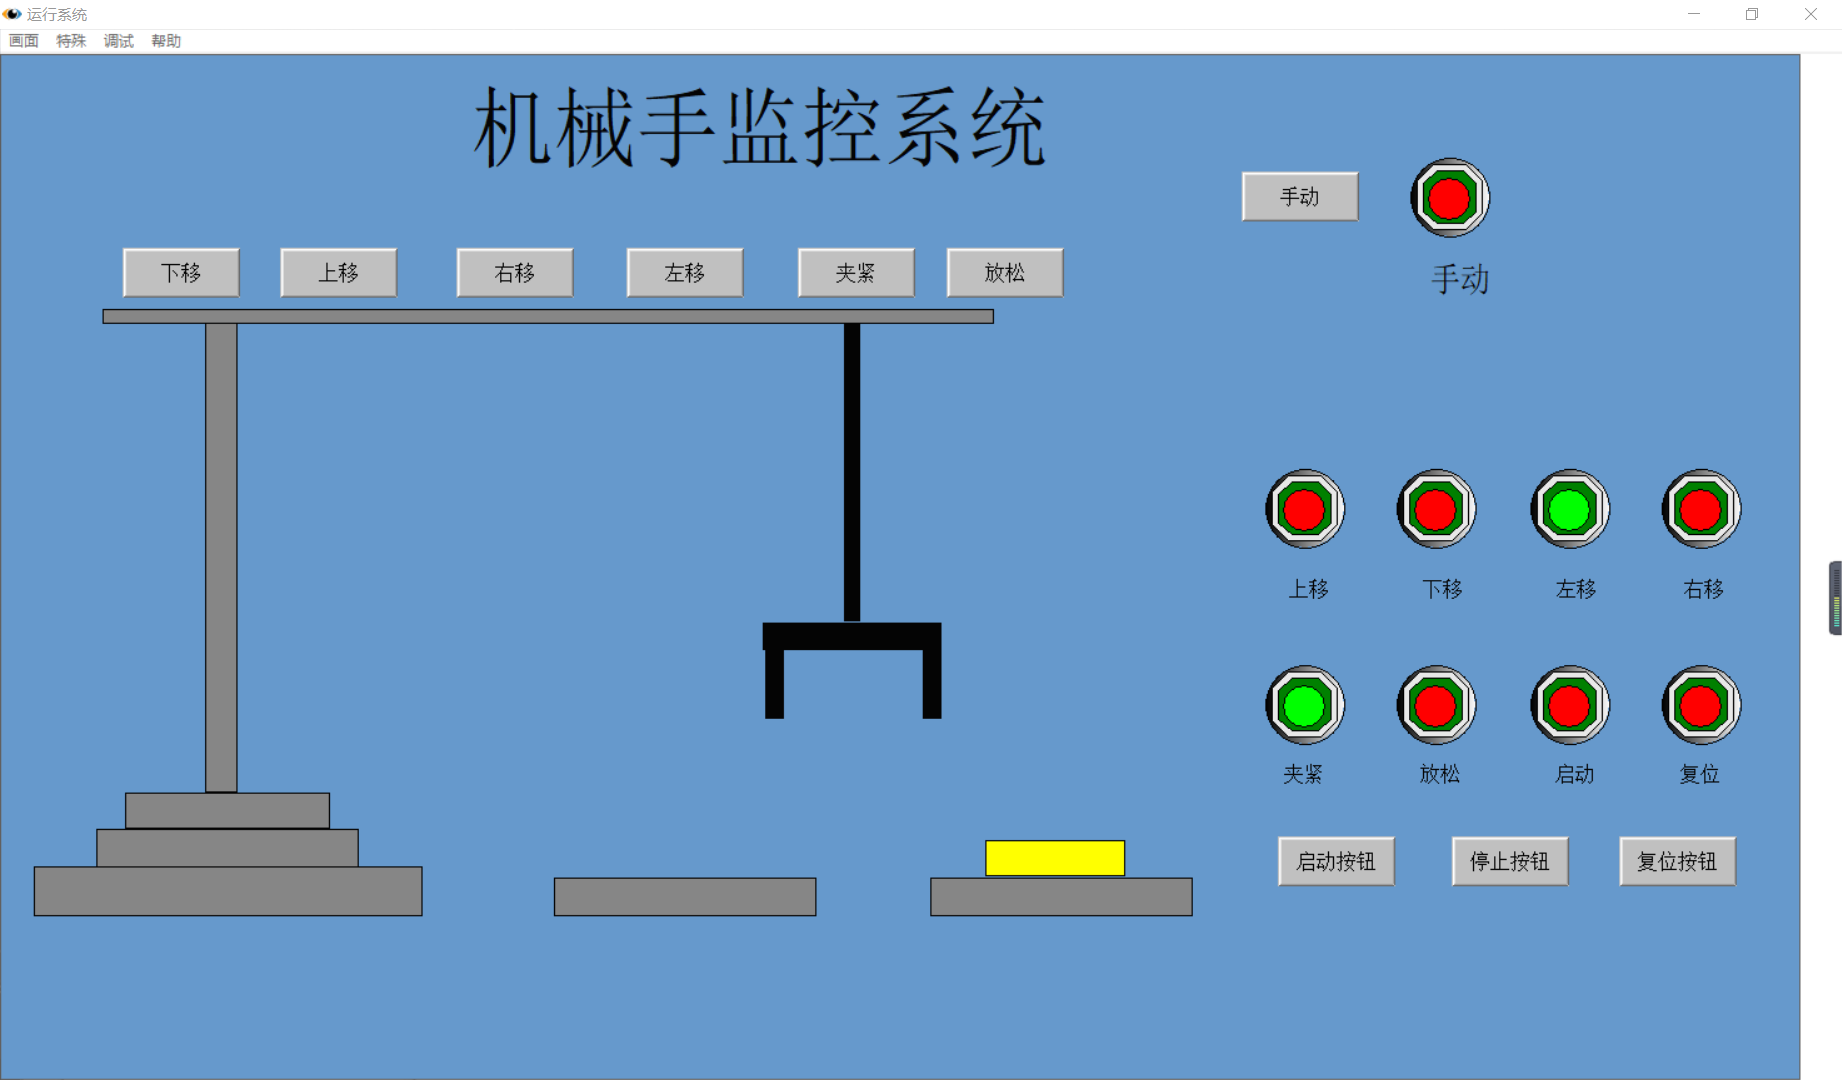 运行系统
画面 特殊 调试 帮助
机械手监控系统
手动
手动
下移 上移 右移 左移 夹紧 放松
上移 下移 左移 右移
夹紧 放松 启动 复位
启动按钮 停止按钮 复位按钮